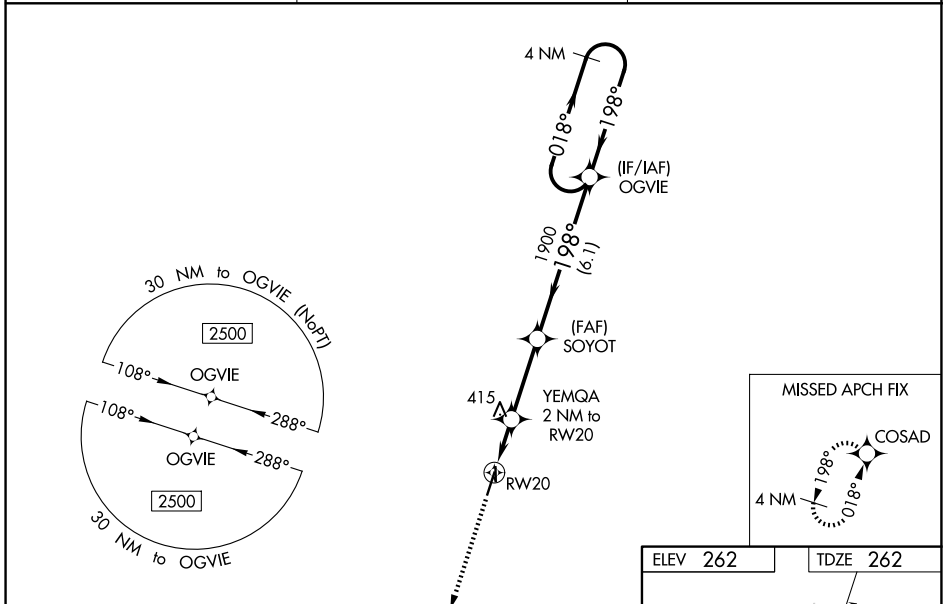 4 NM
018°
198°
(IF/IAF)
OGVIE
1900
198°
(6.1)
30 NM to OGVIE (NoPT)
2500
108°
OGVIE
288°
108°
OGVIE
288°
2500
30 NM to OGVIE
(FAF)
SOYOT
415
YEMQA
2 NM to
RW20
RW20
MISSED APCH FIX
COSAD
198°
4 NM
018°
ELEV 262
TDZE 262